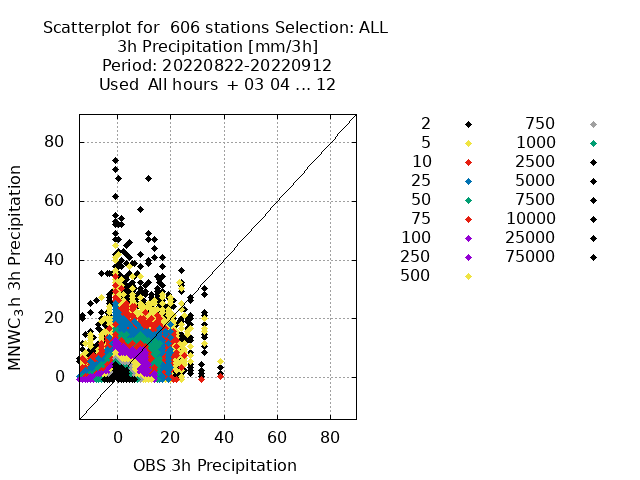 Scatterplot for  606 stations Selection: ALL
3h Precipitation [mm/3h]
Period: 20220822-20220912
Used  All hours  + 03 04 ... 12
MNWC3h 3h Precipitation
80
60
40
20
0
0 20 40 60 80
OBS 3h Precipitation
2 750
5 1000
10 2500
25 5000
50 7500
75 10000
100 25000
250 75000
500